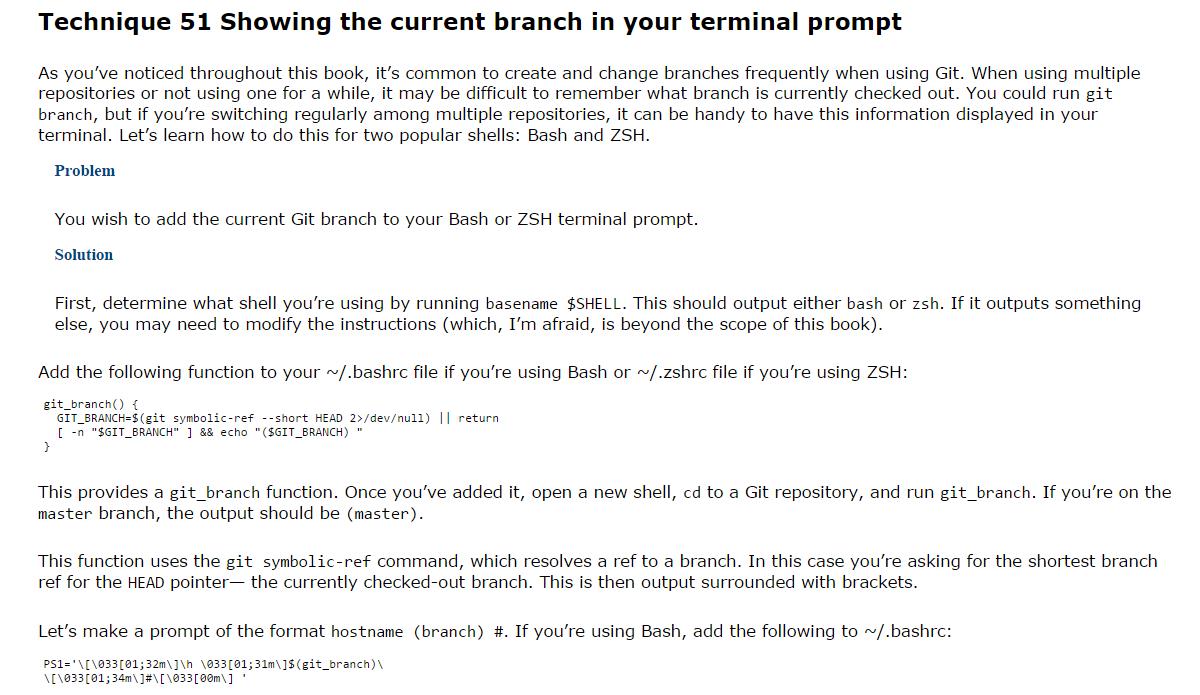 Technique 51 Showing the current branch in your terminal prompt
As you’ve noticed throughout this book, it’s common to create and change branches frequently when using Git. When using multiple
repositories or not using one for a while, it may be difficult to remember what branch is currently checked out. You could run git
branch, but if you’re switching regularly among multiple repositories, it can be handy to have this information displayed in your
terminal. Let’s learn how to do this for two popular shells: Bash and ZSH.
Problem
You wish to add the current Git branch to your Bash or ZSH terminal prompt.
Solution
First, determine what shell you’re using by running basename $SHELL. This should output either bash or zsh. If it outputs something
else, you may need to modify the instructions (which, I’m afraid, is beyond the scope of this book).
Add the following function to your ~/.bashrc file if you’re using Bash or ~/.zshrc file if you’re using ZSH:
git_branch() {
  GIT_BRANCH=$(git symbolic-ref --short HEAD 2>/dev/null) || return
  [ -n "$GIT_BRANCH" ] && echo "($GIT_BRANCH) "
}
This provides a git_branch function. Once you’ve added it, open a new shell, cd to a Git repository, and run git_branch. If you’re on the
master branch, the output should be (master).
This function uses the git symbolic-ref command, which resolves a ref to a branch. In this case you’re asking for the shortest branch
ref for the HEAD pointer— the currently checked-out branch. This is then output surrounded with brackets.
Let’s make a prompt of the format hostname (branch) #. If you’re using Bash, add the following to ~/.bashrc:
PS1='\[\033[01;32m\]\h \033[01;31m\]$(git_branch)\
\[\033[01;34m\]#\[\033[00m\] '